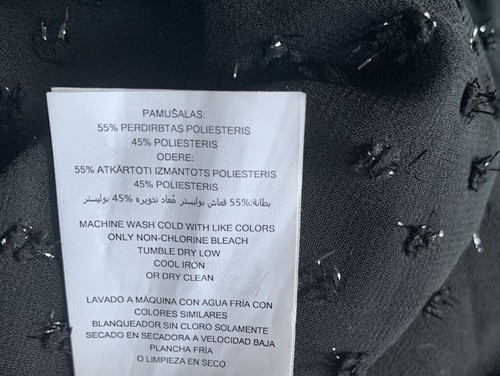 PAMUŠALAS:
55% PERDIRBTAS POLIESTERIS
45% POLIESTERIS
ODERE:
55% ATKĀRTOTI IZMANTOTS POLIESTERIS
45% POLIESTERIS
بطانة:55% قماش بوليستر مُعاد تدويره 45% بوليستر
MACHINE WASH COLD WITH LIKE COLORS
ONLY NON-CHLORINE BLEACH
TUMBLE DRY LOW
COOL IRON
OR DRY CLEAN
LAVADO A MÁQUINA CON AGUA FRÍA CON
COLORES SIMILARES
BLANQUEADOR SIN CLORO SOLAMENTE
SECADO EN SECADORA A VELOCIDAD BAJA
PLANCHA FRÍA
O LIMPIEZA EN SECO